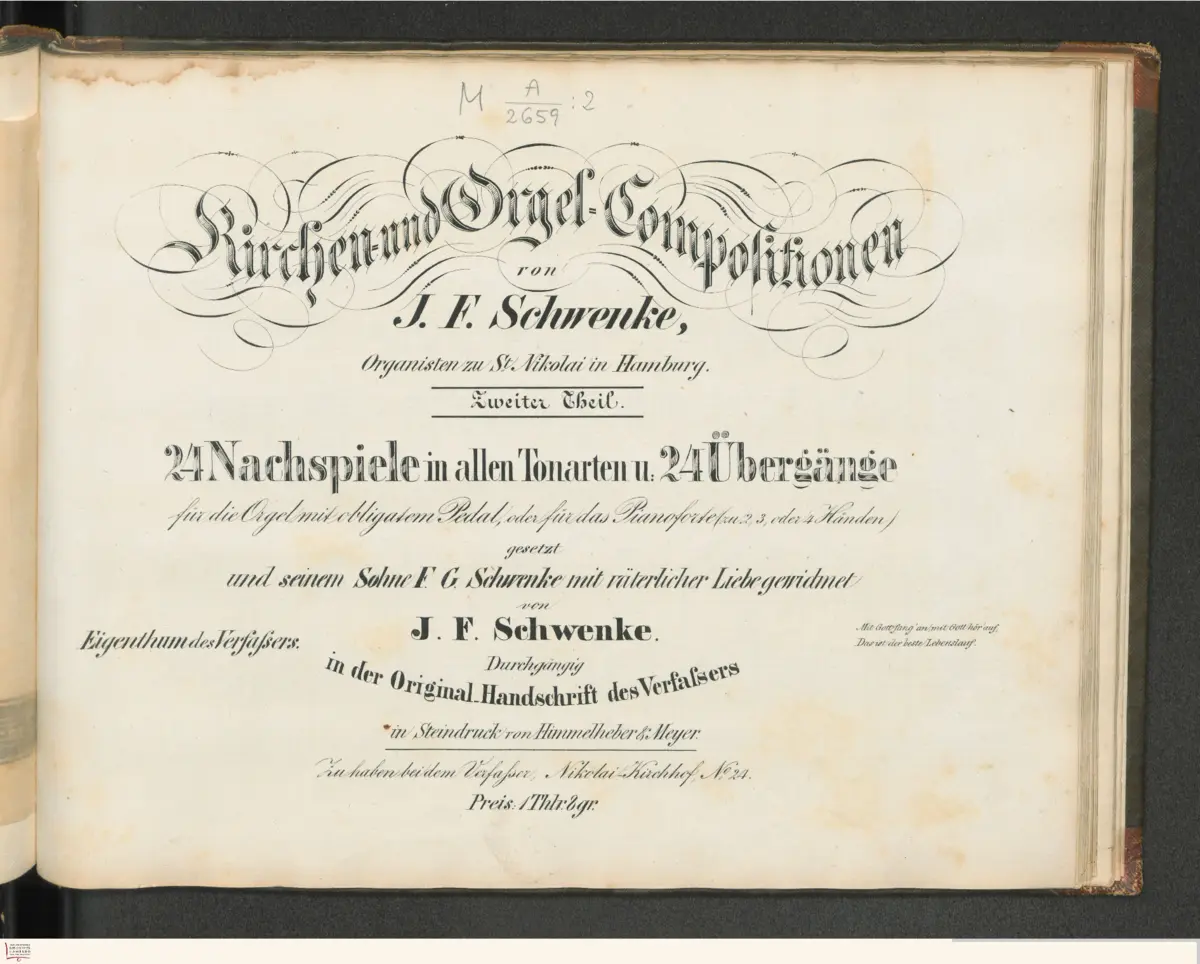 M A/2659 : 2
Kirchen- und Orgel=Compositionen
von
J. F. Schwenke,
Organisten zu St. Nikolai in Hamburg.
Zweiter Theil.
24 Nachspiele in allen Tonarten u: 24 Übergänge
für die Orgel mit obligatem Pedal, oder für das Pianoforte (zu 2, 3, oder 4 Händen)
gesetzt
und seinem Sohne F. G. Schwenke mit väterlicher Liebe gewidmet
von
J. F. Schwenke.
Eigenthum des Verfaßers.
Mit Gott fang' an, mit Gott hör' auf,
Das ist der beste Lebenslauf.
Durchgängig
in der Original-Handschrift des Verfaßers
in Steindruck von Himmelheber & Meyer.
Zu haben bei dem Verfaßer, Nikolai-Kirchhof, No. 24.
Preis: 1 Thlr. 8 gr.